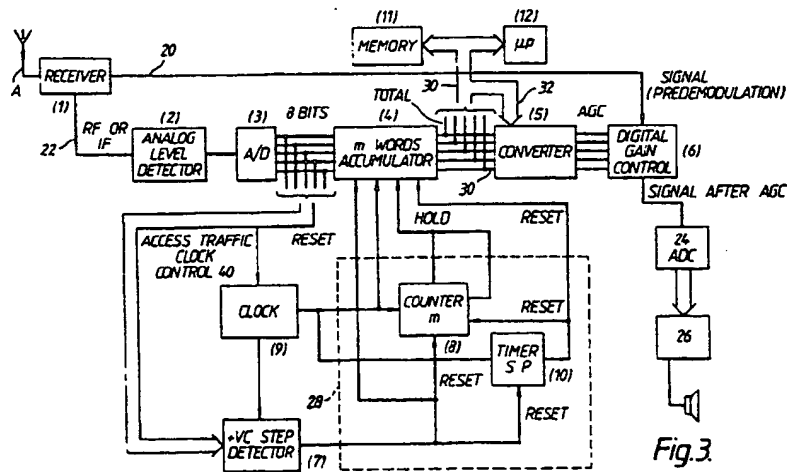 (11)
MEMORY
(12)
µP
20
A
RECEIVER
(1)
30
32
SIGNAL
(PREDEMODULATION)
22
RF OR
IF
(2)
ANALOG
LEVEL
DETECTOR
(3)
A/D
8 BITS
TOTAL
(4)
m WORDS
ACCUMULATOR
(5)
CONVERTER
30
AGC
DIGITAL
GAIN
CONTROL
(6)
SIGNAL AFTER AGC
HOLD
RESET
ACCESS TRAFFIC
CLOCK
CONTROL 40
RESET
24
ADC
CLOCK
(9)
COUNTER
m
(8)
RESET
TIMER
S P
(10)
26
28
RESET
RESET
+VC STEP
DETECTOR
(7)
Fig.3.